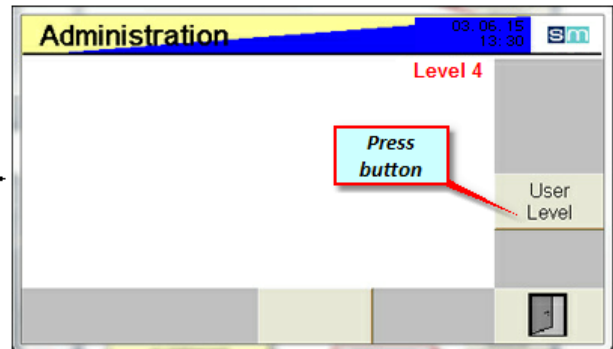 Administration
03.06.15
13:30
sm
Level 4
Press
button
User
Level